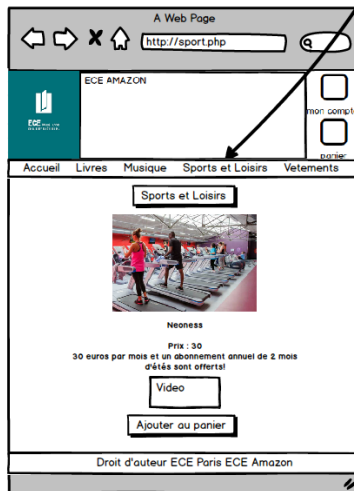 A Web Page
http://sport.php
ECE AMAZON
ECE
mon compte
panier
Accueil Livres Musique Sports et Loisirs Vetements
Sports et Loisirs
Neoness
Prix : 30
30 euros par mois et un abonnement annuel de 2 mois
d'étés sont offerts!
Video
Ajouter au panier
Droit d'auteur ECE Paris ECE Amazon